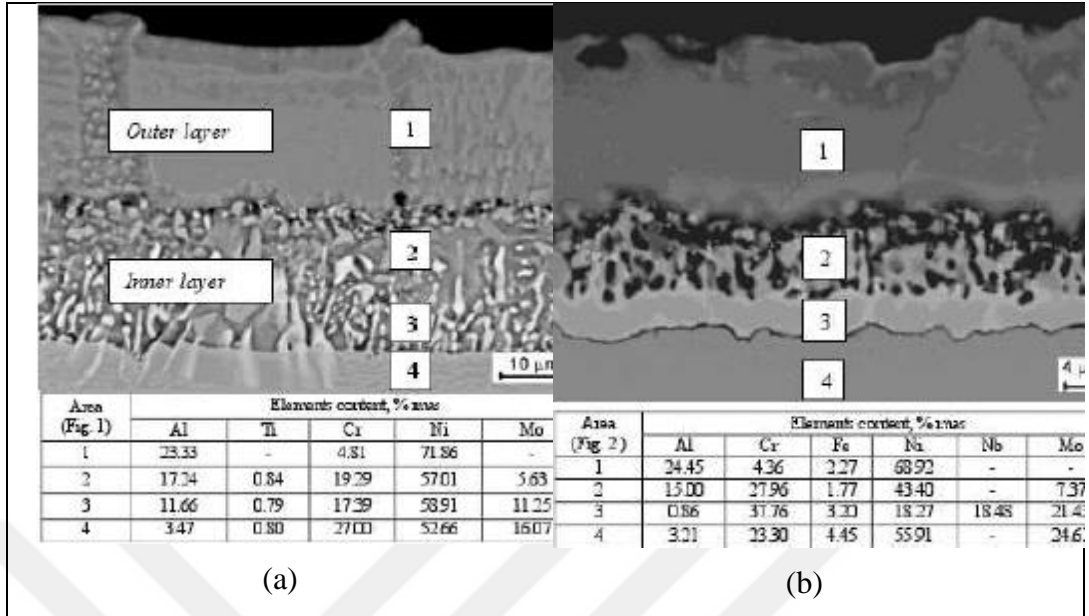 Outer layer
1
2
Inner layer
3
4
10 μm
1
2
3
4
4 μ
Area
(Fig. 1)
Elements content, % mas
Al Ti Cr Ni Mo
1 23.33 - 4.81 71.86 -
2 17.24 0.84 19.29 57.01 5.63
3 11.66 0.79 17.39 58.91 11.25
4 3.47 0.80 27.00 52.66 16.07
Area
(Fig. 2)
Elements content, % mas
Al Cr Fe Ni Nb Mo
1 24.45 4.36 2.27 68.92 - -
2 15.00 27.96 1.77 43.40 - 7.37
3 0.86 18.27 18.48
4 3.21 23.30 4.45 55.91 -
(a)
(b)